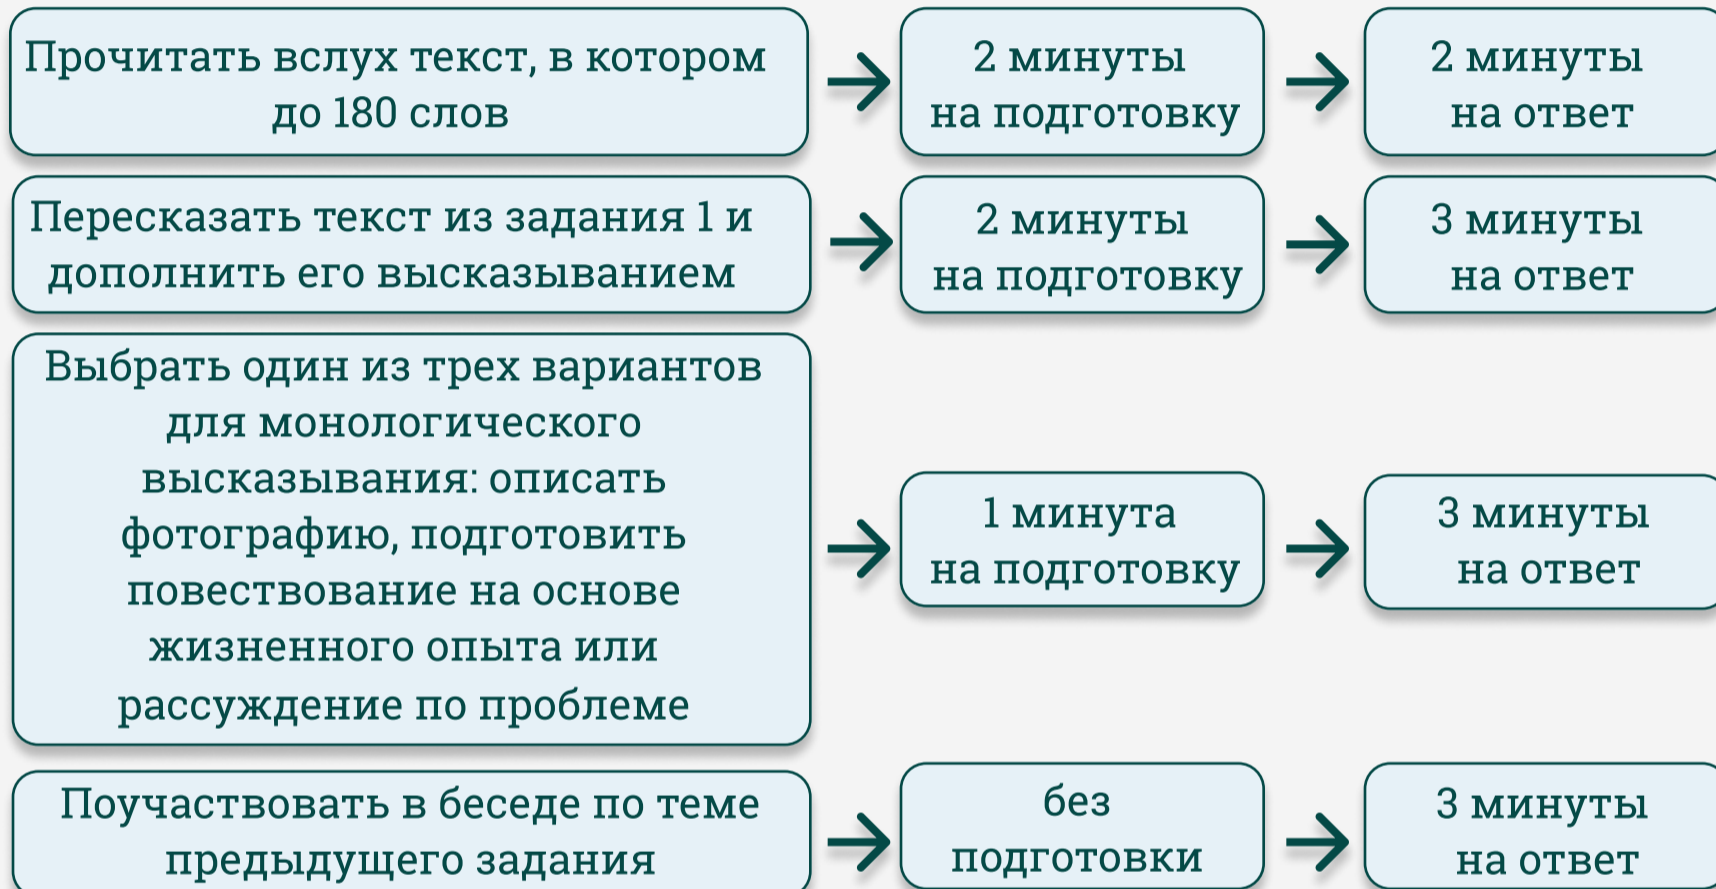 Прочитать вслух текст, в котором
до 180 слов
2 минуты
на подготовку
2 минуты
на ответ
Пересказать текст из задания 1 и
дополнить его высказыванием
2 минуты
на подготовку
3 минуты
на ответ
Выбрать один из трех вариантов
для монологического
высказывания: описать
фотографию, подготовить
повествование на основе
жизненного опыта или
рассуждение по проблеме
1 минута
на подготовку
3 минуты
на ответ
Поучаствовать в беседе по теме
предыдущего задания
без
подготовки
3 минуты
на ответ